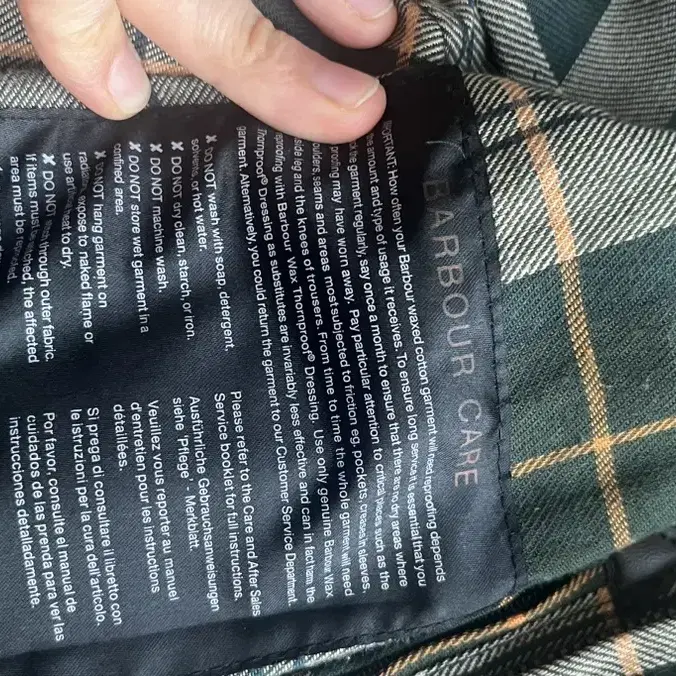 BARBOUR CARE
IMPORTANT: How often your Barbour waxed cotton garment will need reproofing depends
the amount, and type of usage it receives. To ensure long service it is essential that you
check the garment regularly, say once a month to ensure that there are no dry areas where
proofing may have worn away. Pay particular attention to critical places such as the
shoulders, seams and areas most subjected to friction eg, pockets, creases in sleeves,
side leg and the knees of trousers. From time to time the whole garment will need
reproofing with Barbour Wax Thornproof® Dressing. Use only genuine Barbour Wax
Thornproof® Dressing as substitutes are invariably less effective and can in fact harm the
garment. Alternatively, you could return the garment to our Customer Service Department.
✗ DO NOT wash with soap, detergent,
solvents, or hot water.
✗ DO NOT dry clean, starch, or iron.
✗ DO NOT machine wash.
✗ DO NOT store wet garment in a
confined area.
✗ DO NOT hang garment on
radiator, expose to naked flame or
use any heat to dry.
✗ DO NOT through outer fabric.
If items must be attached, the affected
area must be reproofed.
Please refer to the Care and After Sales
Service booklet for full instructions.
Ausführliche Gebrauchsanweisungen
siehe 'Pflege' - Merkblatt.
Veuillez vous reporter au manuel
d'entretien pour les instructions
détaillées.
Si prega di consultare il libretto con
le istruzioni per la cura dell'articolo.
Por favor, consulte el manual de
cuidados de las prenda para ver las
instrucciones detalladamente.